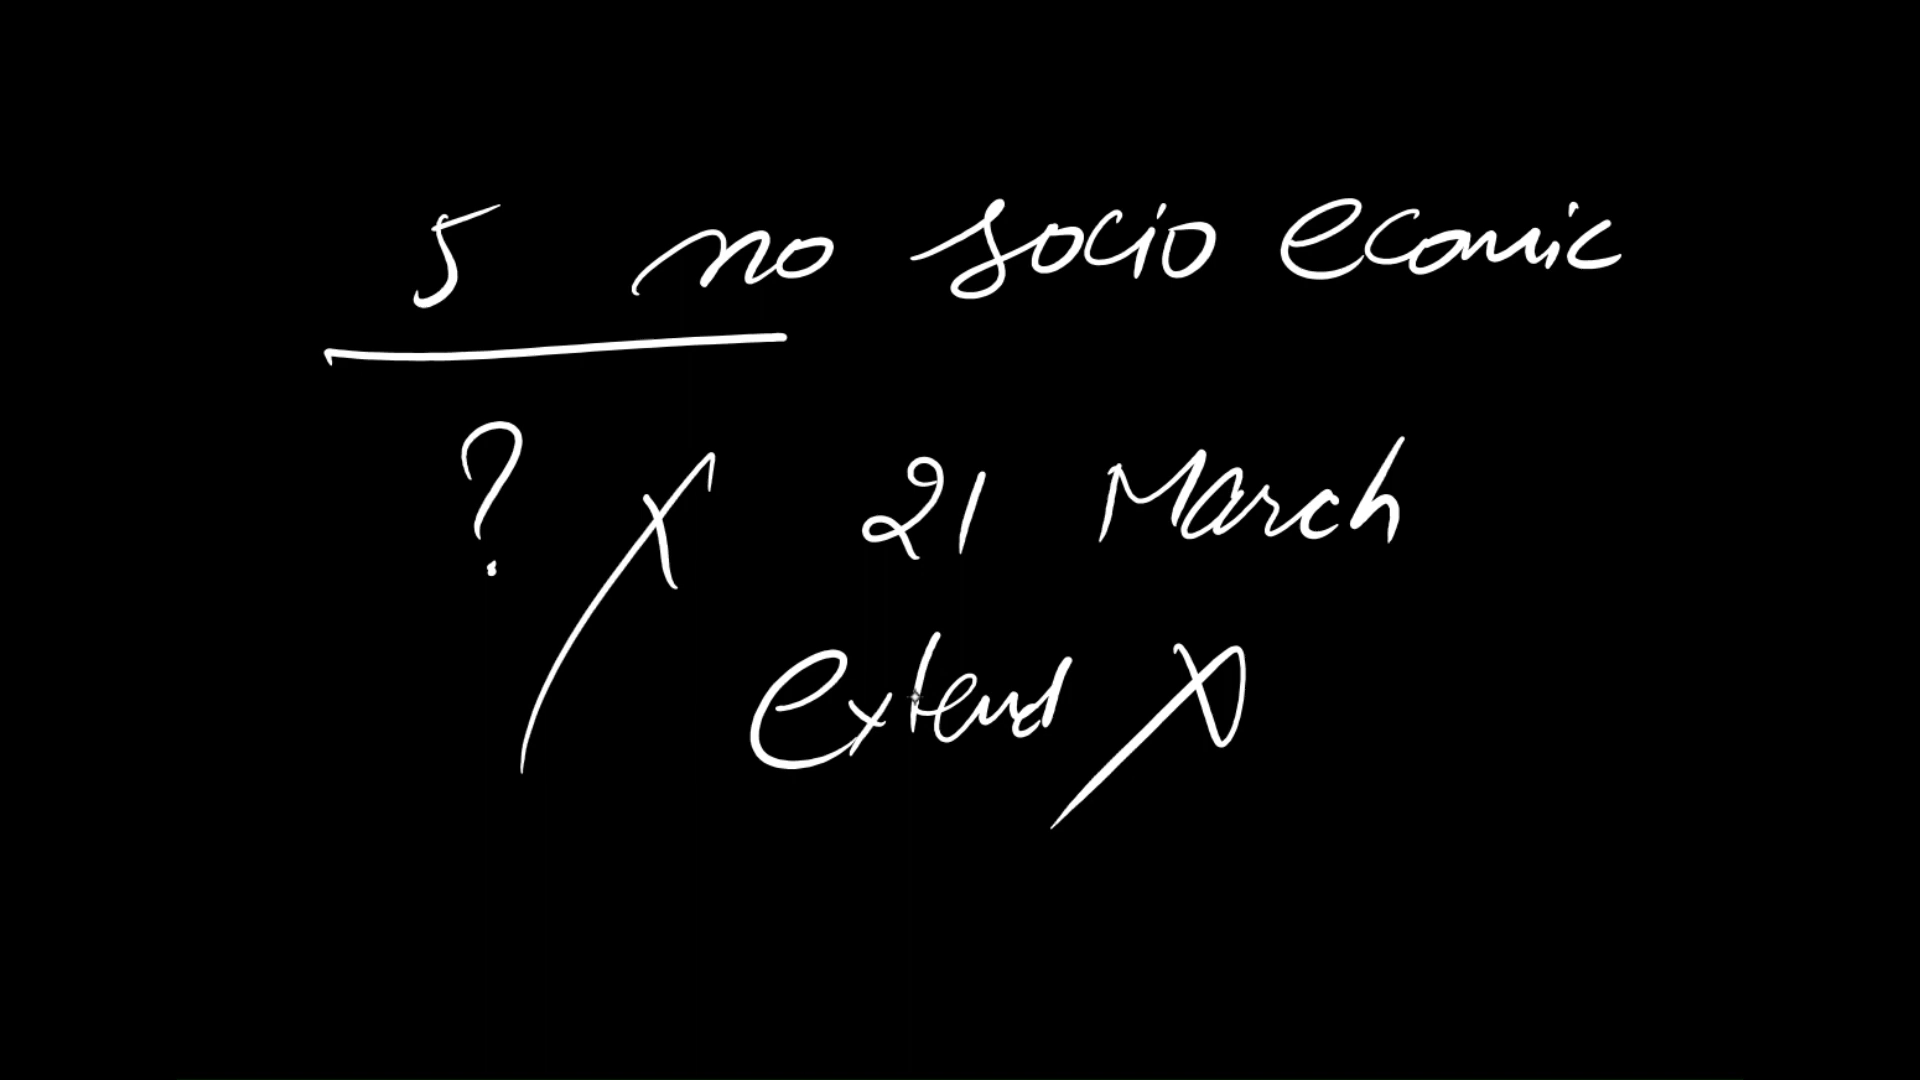 5 no socio econic
? X 21 March
extend X